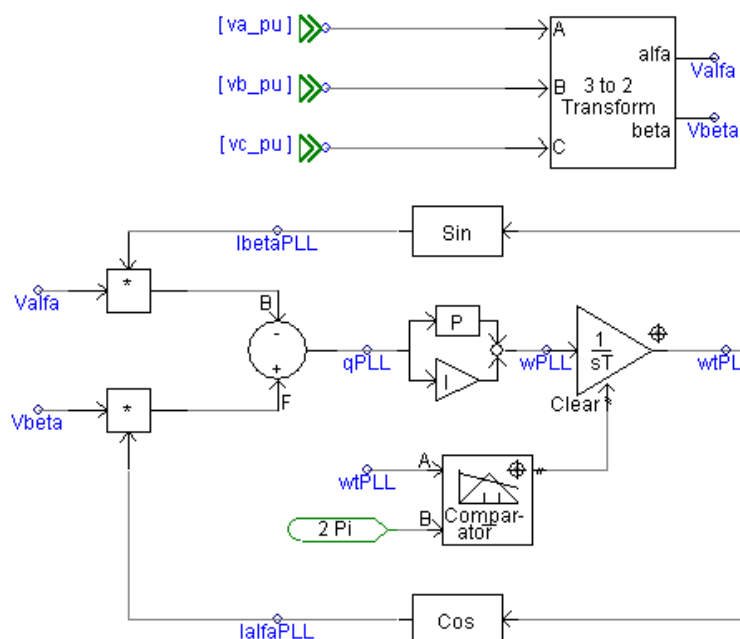 [ va_pu ]
A
alfa
Valfa
[ vb_pu ]
B
3 to 2
Transform
beta
Vbeta
[ vc_pu ]
C
Sin
IbetaPLL
*
Valfa
B
-
P
1
sT
+
qPLL
I
wPLL
wtPL
*
F
Clear
Vbeta
A
wtPLL
B
Compar-
ator
2 Pi
Cos
IalfaPLL